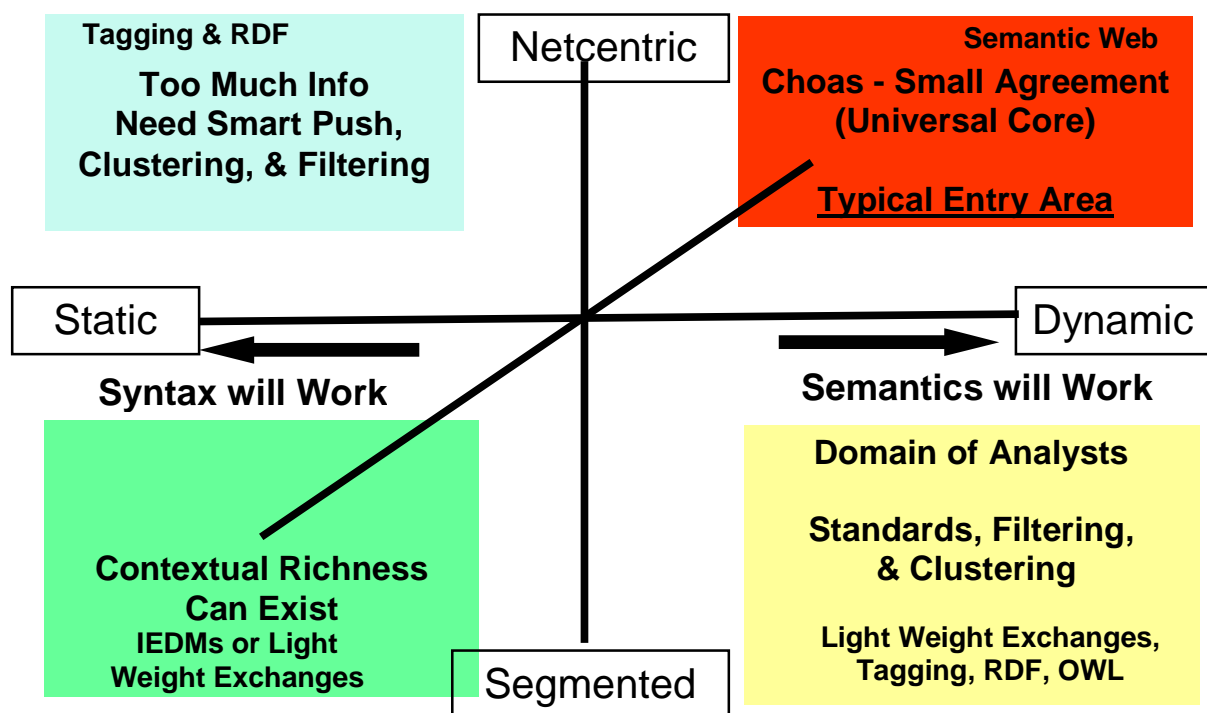 Tagging & RDF
Too Much Info
Need Smart Push,
Clustering, & Filtering
Netcentric
Semantic Web
Choas - Small Agreement
(Universal Core)
Typical Entry Area
Static
Dynamic
Syntax will Work
Semantics will Work
Contextual Richness
Can Exist
IEDMs or Light
Weight Exchanges
Segmented
Domain of Analysts
Standards, Filtering,
& Clustering
Light Weight Exchanges,
Tagging, RDF, OWL